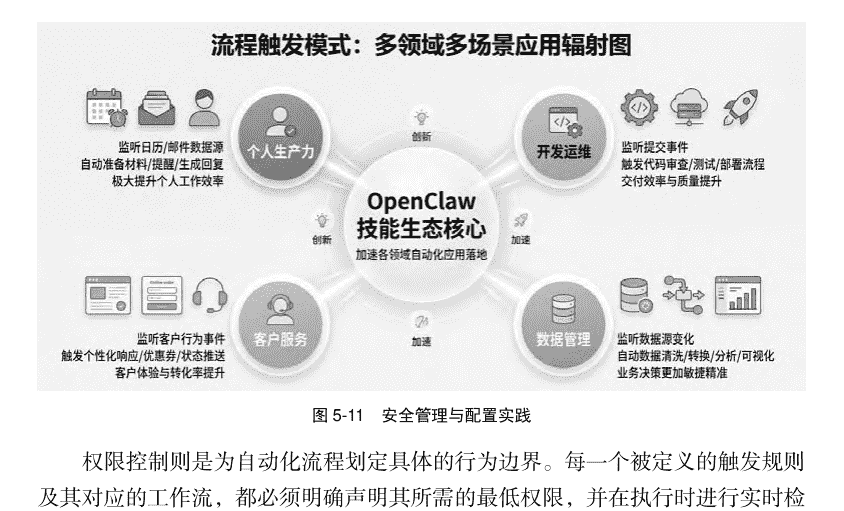 流程触发模式：多领域多场景应用辐射图
监听日历/邮件数据源
自动准备材料/提醒/生成回复
极大提升个人工作效率
个人生产力
创新
开发运维
监听提交事件
触发代码审查/测试/部署流程
交付效率与质量提升
OpenClaw
技能生态核心
加速各领域自动化应用落地
创新
加速
监听客户行为事件
触发个性化响应/优惠券/状态推送
客户体验与转化率提升
客户服务
加速
数据管理
监听数据源变化
自动数据清洗/转换/分析/可视化
业务决策更加敏捷精准
图 5-11 安全管理与配置实践
权限控制则是为自动化流程划定具体的行为边界。每一个被定义的触发规则
及其对应的工作流，都必须明确声明其所需的最低权限，并在执行时进行实时检